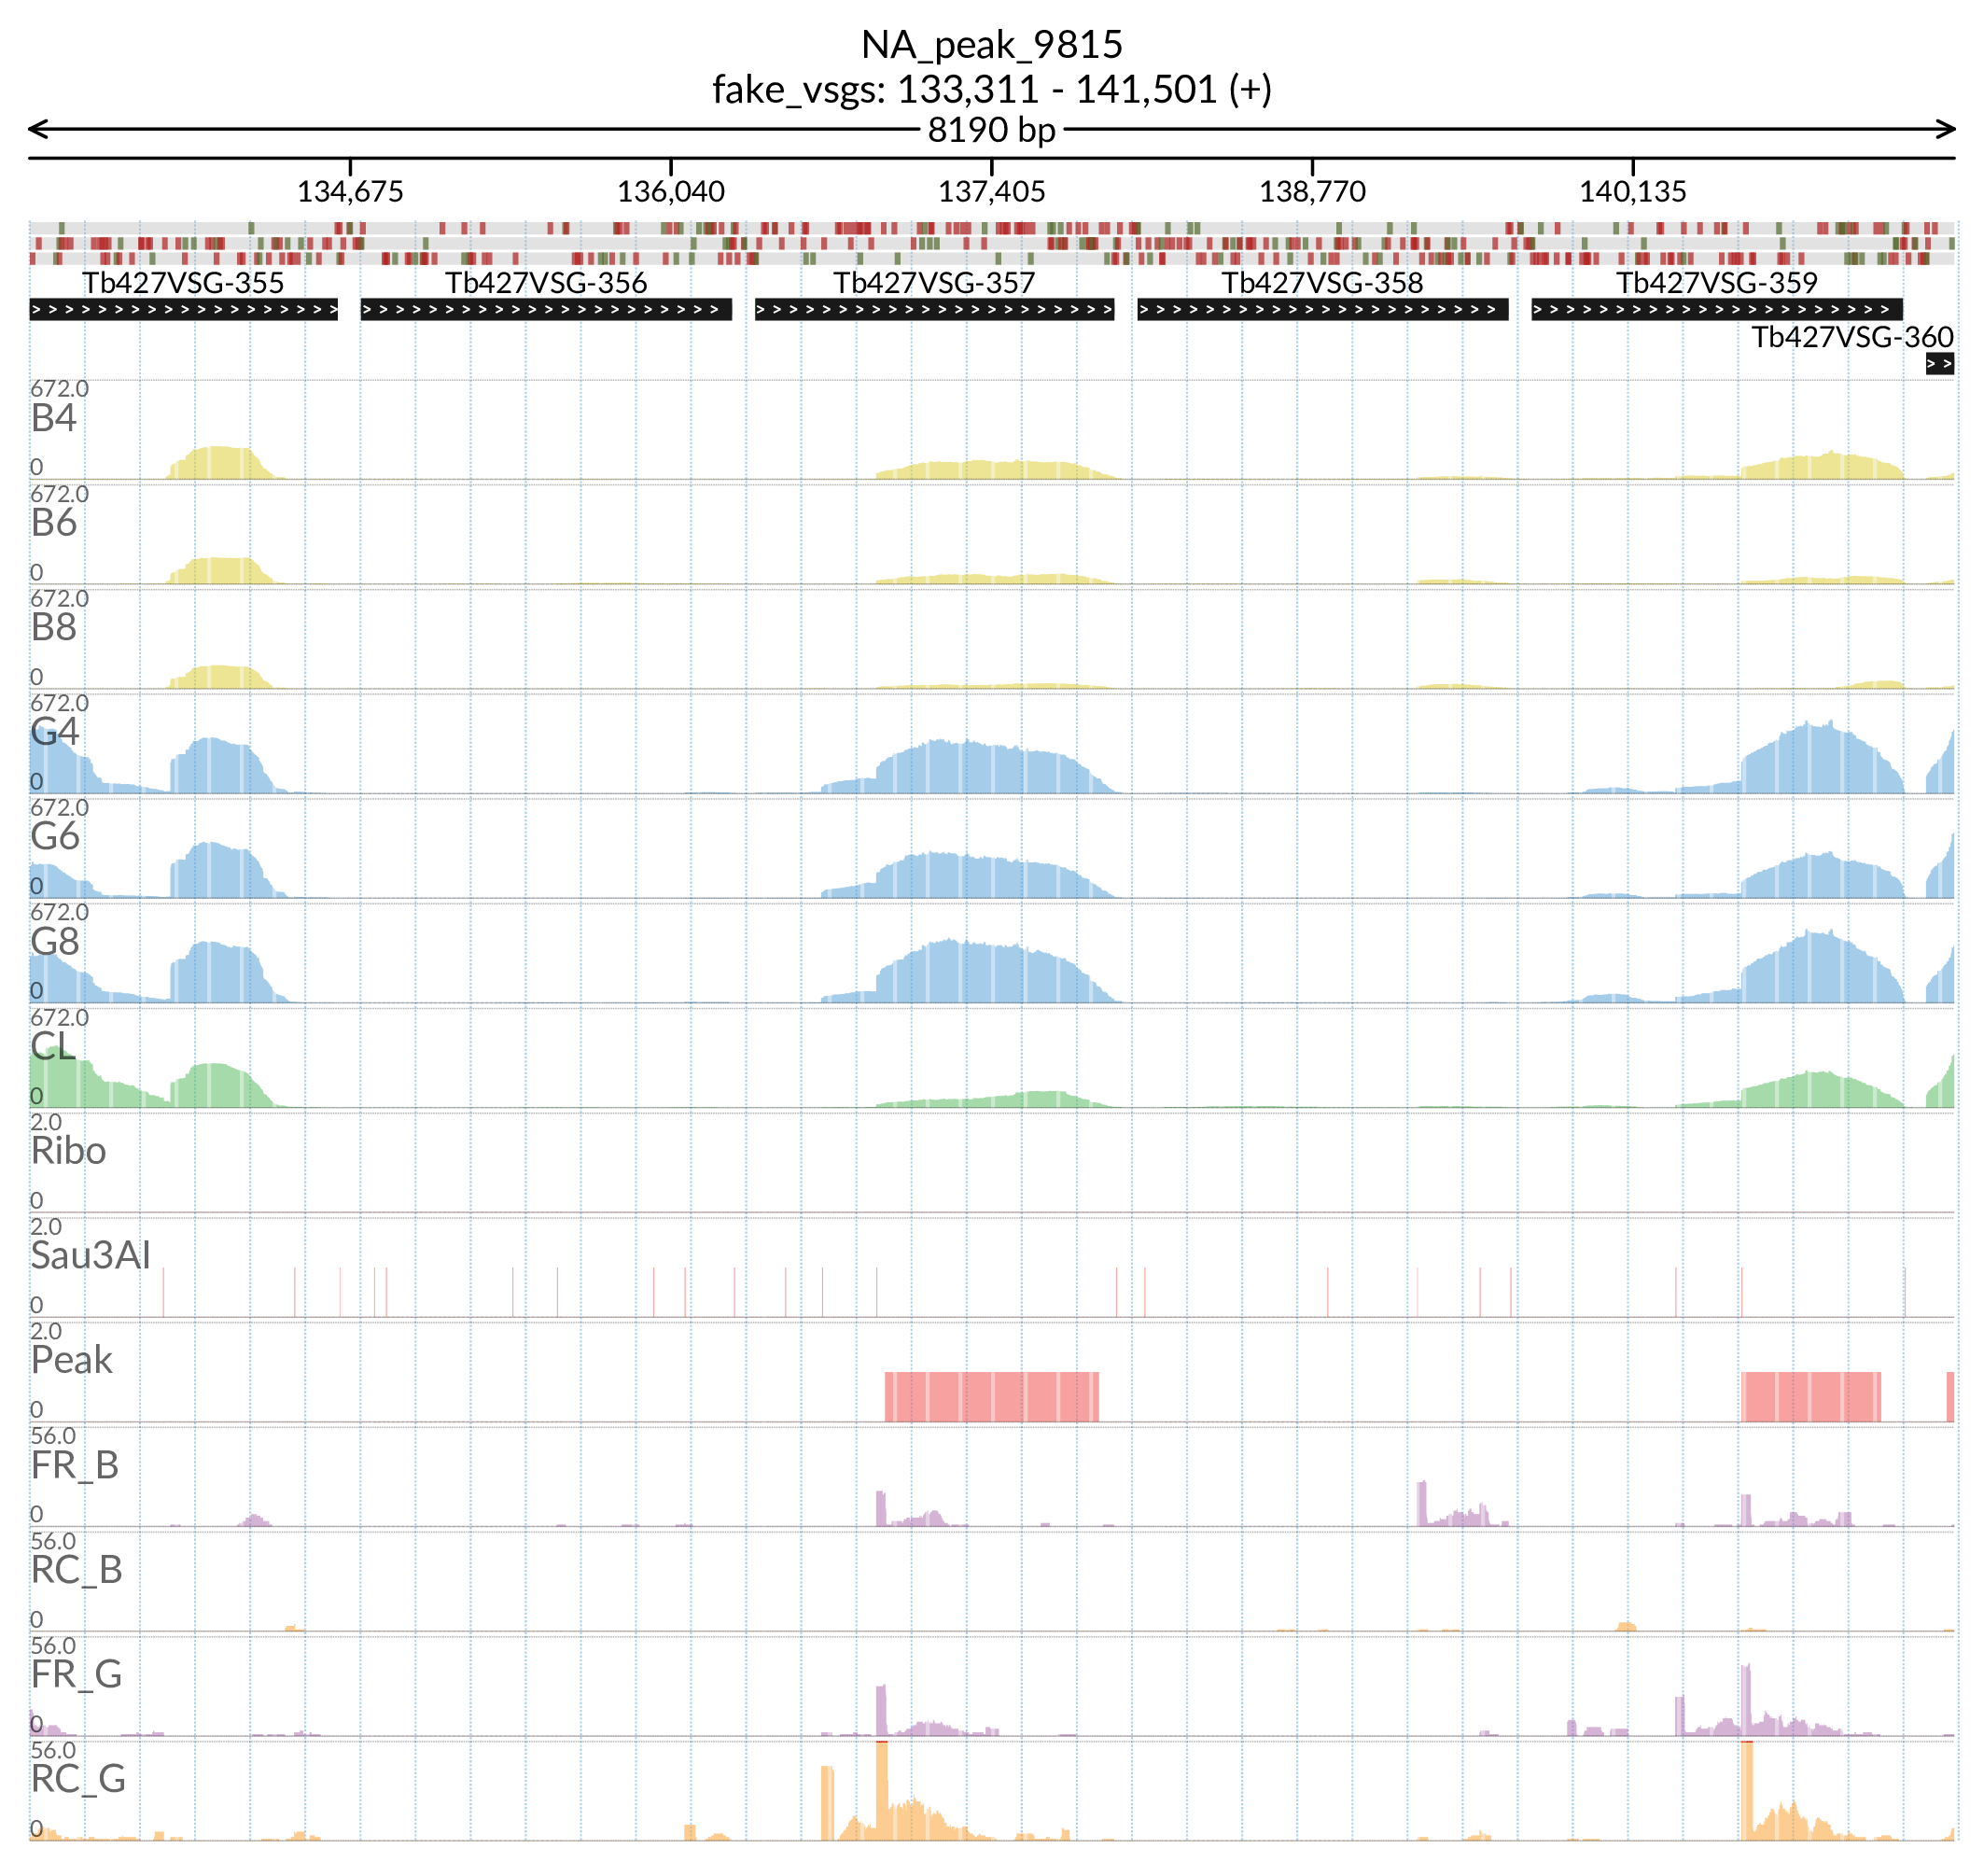 NA_peak_9815
fake_vsgs: 133,311 - 141,501 (+)
8190 bp
134,675 136,040 137,405 138,770 140,135
Tb427VSG-355 Tb427VSG-356 Tb427VSG-357 Tb427VSG-358 Tb427VSG-359
Tb427VSG-360
672.0
B4
0
672.0
B6
0
672.0
B8
0
672.0
G4
0
672.0
G6
0
672.0
G8
0
672.0
CL
0
2.0
Ribo
0
2.0
Sau3AI
0
2.0
Peak
0
56.0
FR_B
0
56.0
RC_B
0
56.0
FR_G
0
56.0
RC_G
0